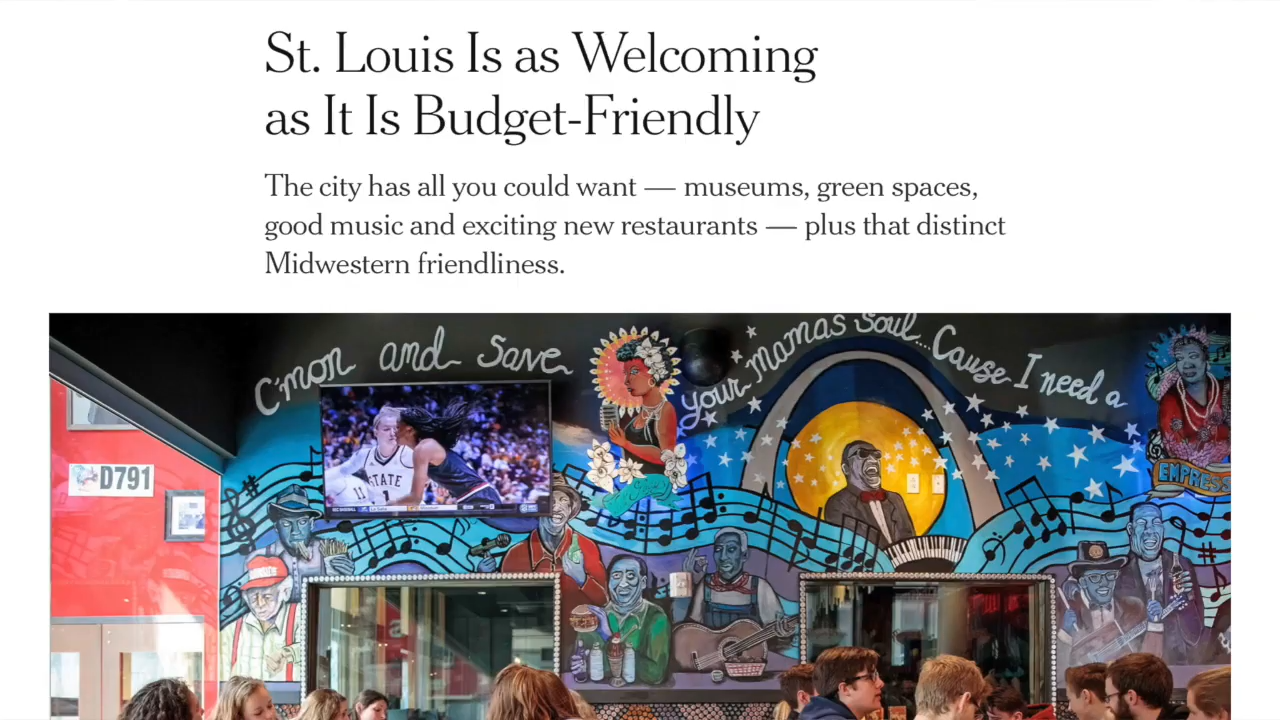 St. Louis Is as Welcoming
as It Is Budget-Friendly
The city has all you could want — museums, green spaces,
good music and exciting new restaurants — plus that distinct
Midwestern friendliness.
C'mon and save
your mamas soul... Cause I need a
D791
STATE
11
EMPRESS